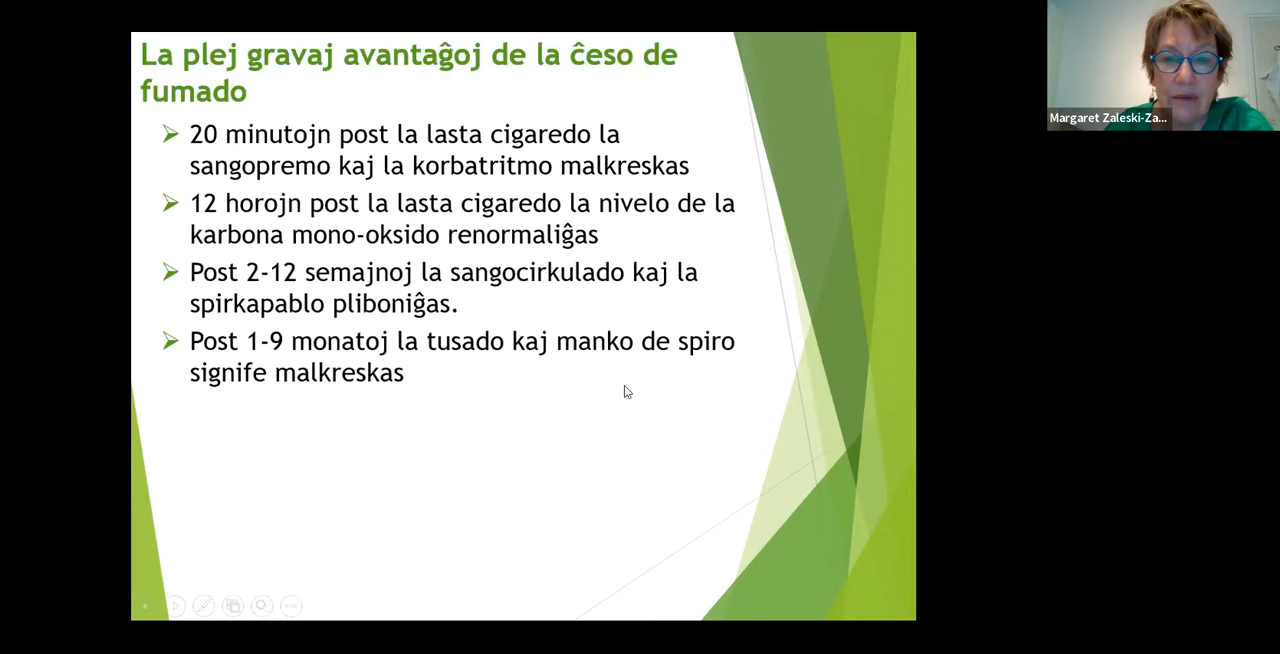 La plej gravaj avantaĝoj de la ĉeso de
fumado
20 minutojn post la lasta cigaredo la
sangopremo kaj la korbatritmo malkreskas
12 horojn post la lasta cigaredo la nivelo de la
karbona mono-oksido renormaliĝas
Post 2-12 semajnoj la sangocirkulado kaj la
spirkapablo pliboniĝas.
Post 1-9 monatoj la tusado kaj manko de spiro
signife malkreskas
Margaret Zaleski-Za...